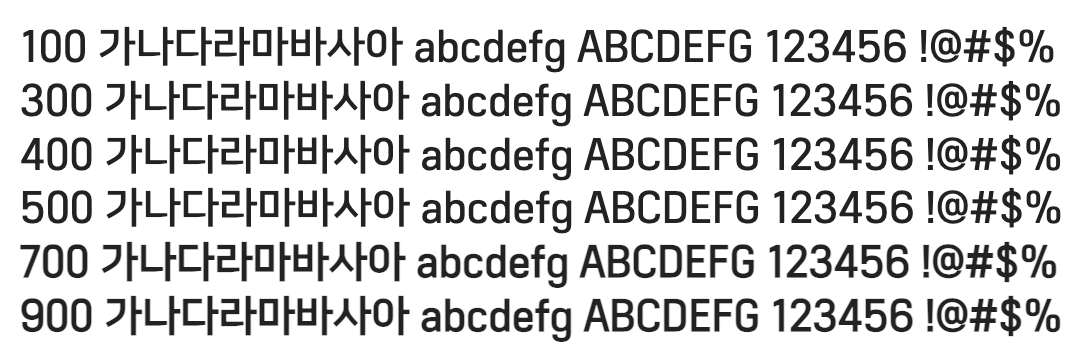 100 가나다라마바사아 abcdefg ABCDEFG 123456 !@#$%
300 가나다라마바사아 abcdefg ABCDEFG 123456 !@#$%
400 가나다라마바사아 abcdefg ABCDEFG 123456 !@#$%
500 가나다라마바사아 abcdefg ABCDEFG 123456 !@#$%
700 가나다라마바사아 abcdefg ABCDEFG 123456 !@#$%
900 가나다라마바사아 abcdefg ABCDEFG 123456 !@#$%